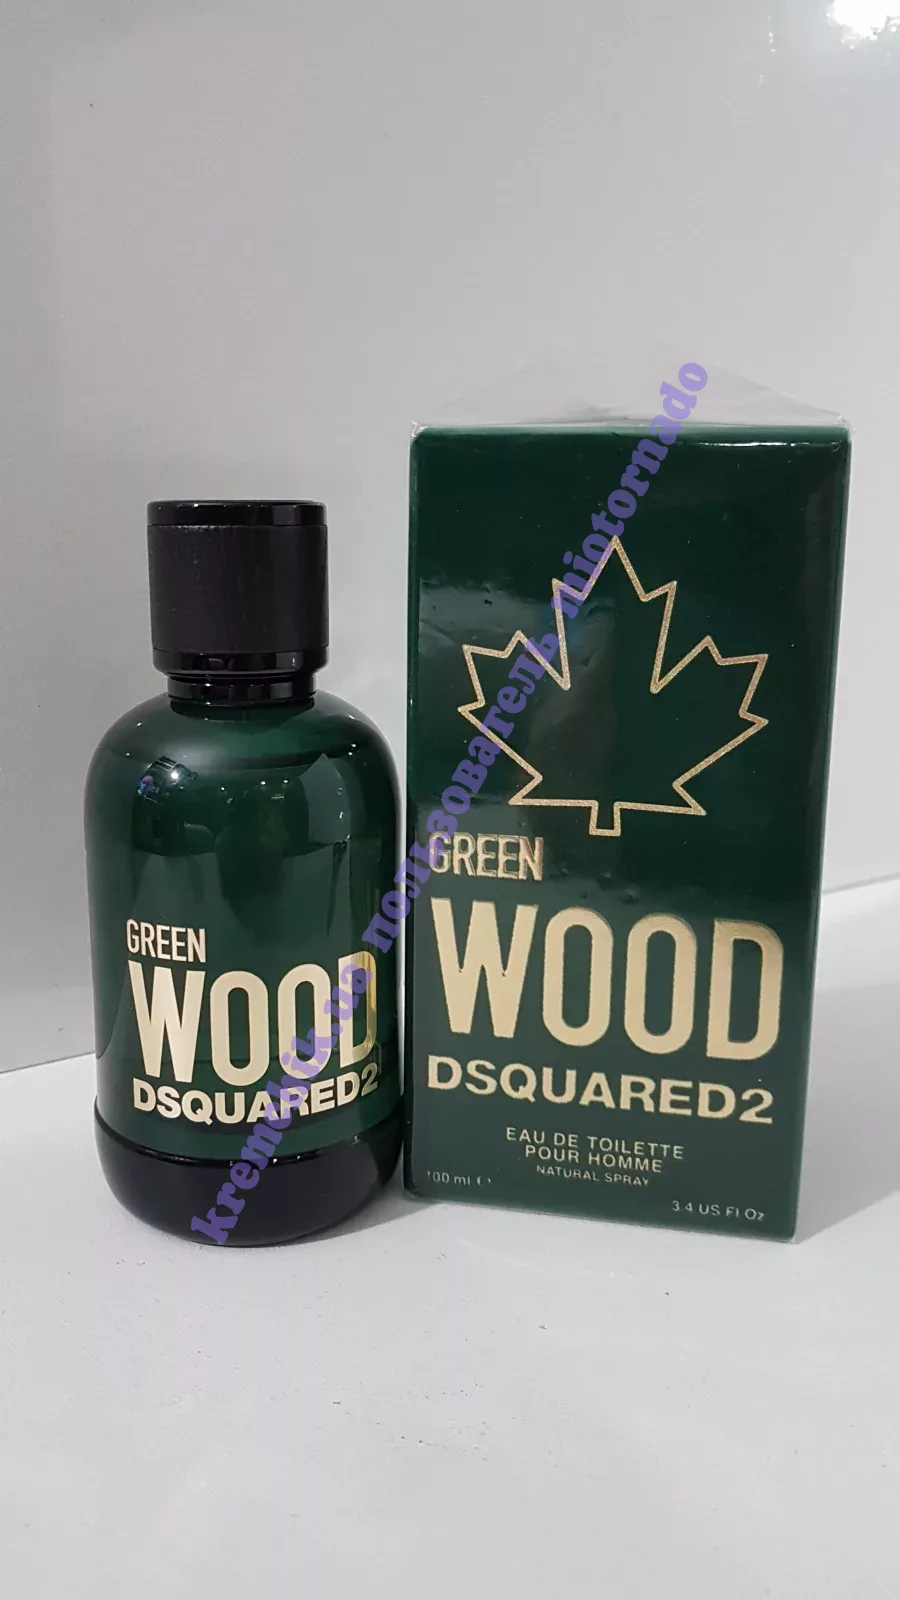 GREEN
WOOD
DSQUARED2
GREEN
WOOD
DSQUARED2
EAU DE TOILETTE
POUR HOMME
NATURAL SPRAY
100 ml e
3.4 US Fl Oz
kremchik.ua пользователь miotornado